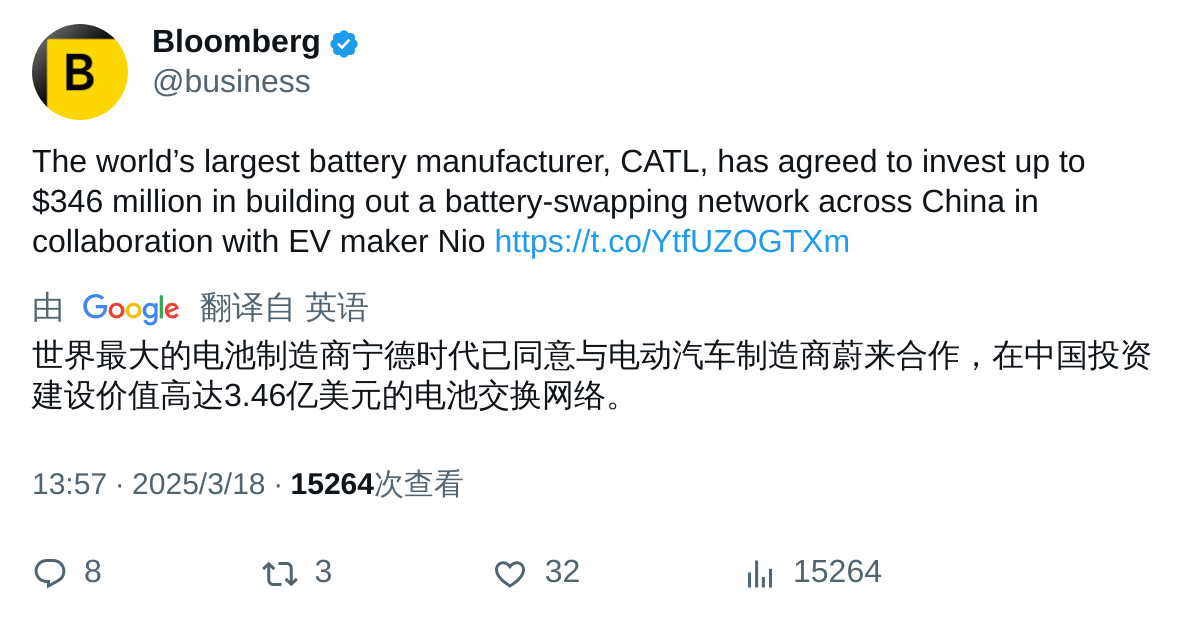 B
Bloomberg
@business
The world’s largest battery manufacturer, CATL, has agreed to invest up to
$346 million in building out a battery-swapping network across China in
collaboration with EV maker Nio https://t.co/YtfUZOGTXm
由 Google 翻译自 英语
世界最大的电池制造商宁德时代已同意与电动汽车制造商蔚来合作，在中国投资
建设价值高达3.46亿美元的电池交换网络。
13:57 · 2025/3/18 · 15264次查看
8 3 32 15264